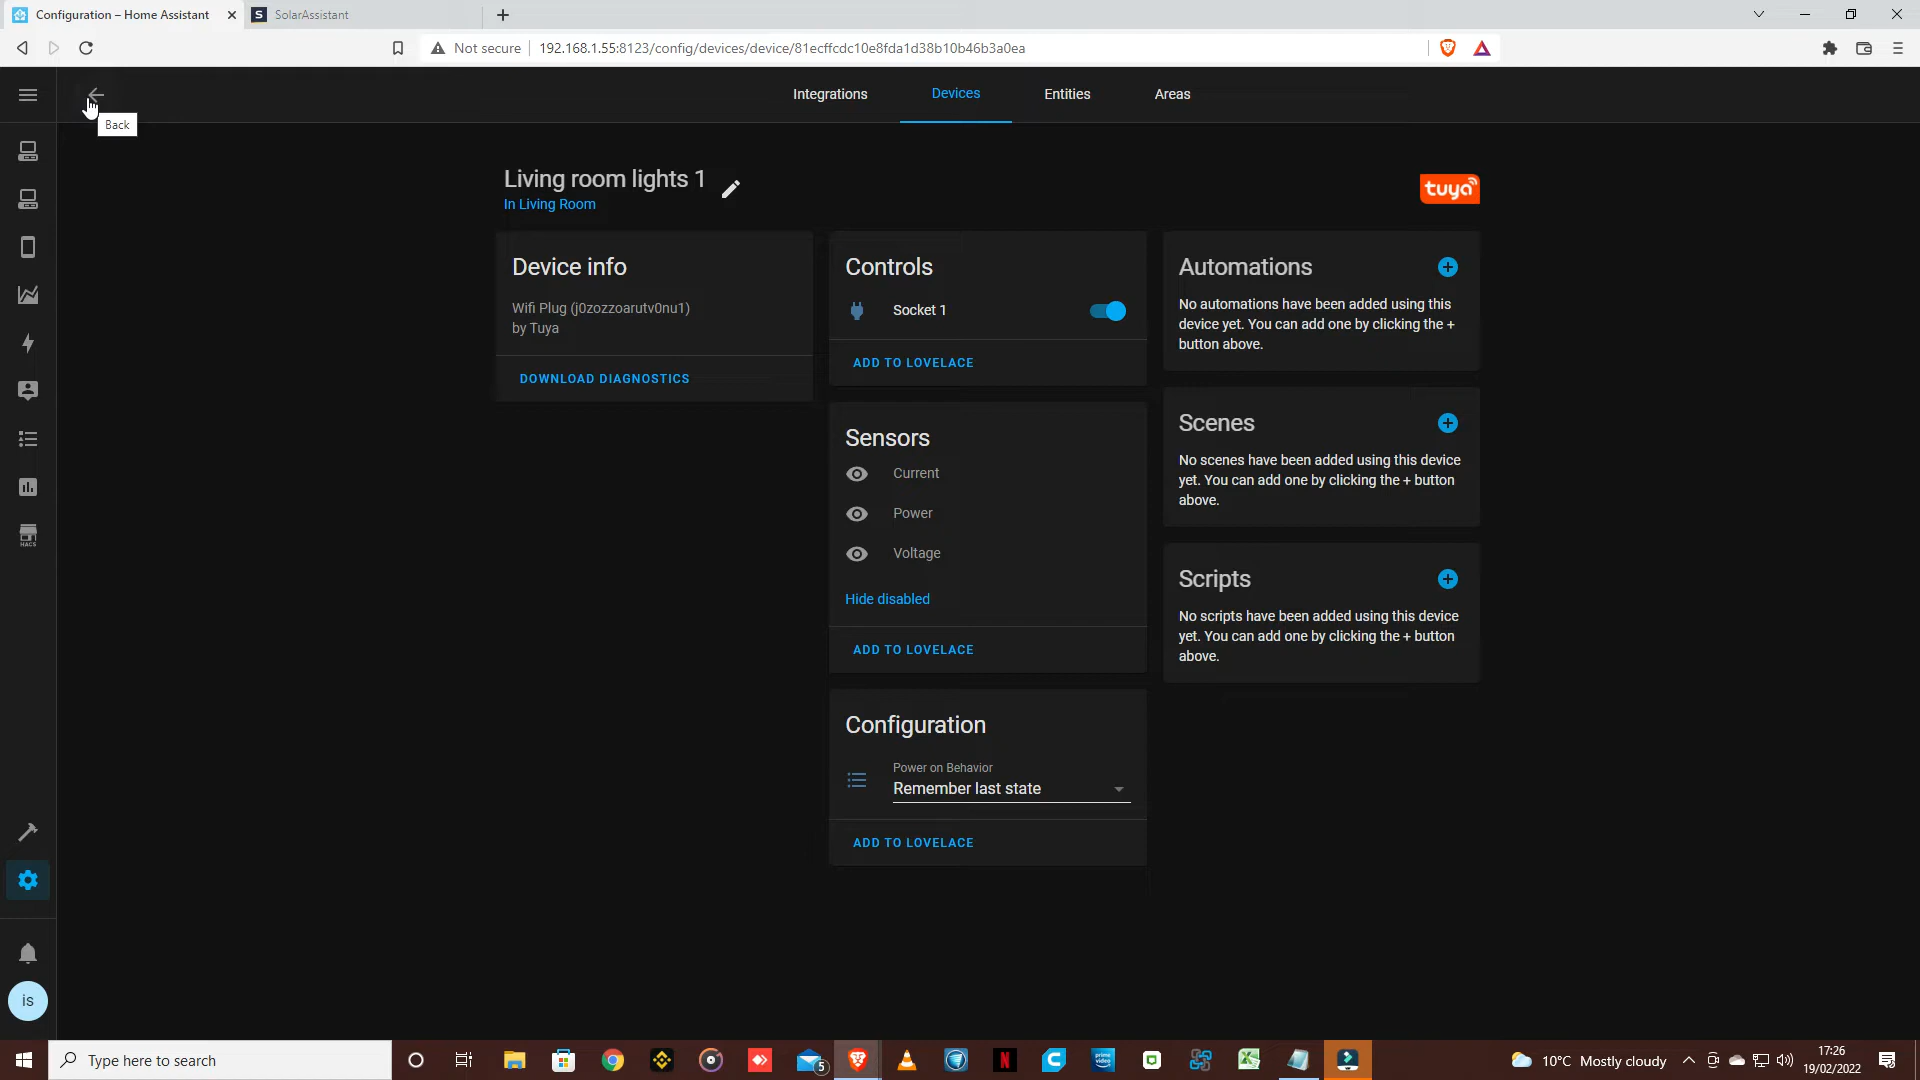 Configuration – Home Assistant
SolarAssistant
Not secure
192.168.1.55:8123/config/devices/device/81ecffcdc10e8fda1d38b10b46b3a0ea
Back
Integrations
Devices
Entities
Areas
Living room lights 1
In Living Room
tuya
Device info
Wifi Plug (j0zozzoarutv0nu1)
by Tuya
DOWNLOAD DIAGNOSTICS
Controls
Socket 1
ADD TO LOVELACE
Sensors
Current
Power
Voltage
Hide disabled
ADD TO LOVELACE
Configuration
Power on Behavior
Remember last state
ADD TO LOVELACE
Automations
No automations have been added using this
device yet. You can add one by clicking the +
button above.
Scenes
No scenes have been added using this device
yet. You can add one by clicking the + button
above.
Scripts
No scripts have been added using this device
yet. You can add one by clicking the + button
above.
HACS
is
Type here to search
5
prime video
10°C Mostly cloudy
17:26
19/02/2022